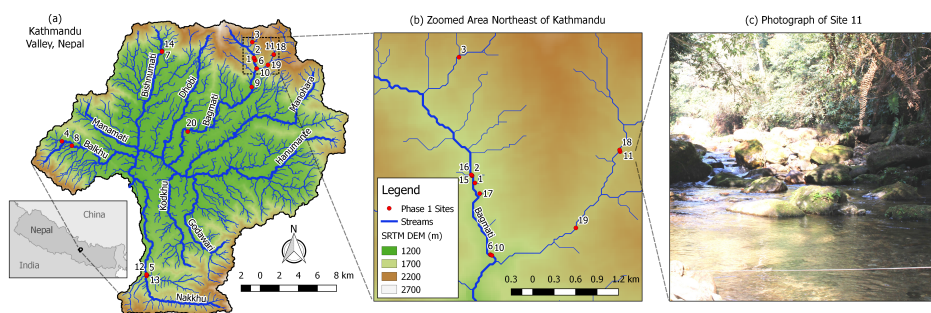 (a)
Kathmandu
Valley, Nepal
14
7
3
2
11
18
1
6
10
19
9
Bishnumati
Dhobi
Bagmati
Manohara
20
4
8
Manamati
Balkhu
Hanumante
Kodkhu
Godawari
China
Nepal
India
N
12
5
13
Nakkhu
2 0 2 4 6 8 km
(b) Zoomed Area Northeast of Kathmandu
3
18
11
16
2
15
1
17
Bagmati
19
6
10
Legend
Phase 1 Sites
Streams
SRTM DEM (m)
1200
1700
2200
2700
0.3 0 0.3 0.6 0.9 1.2 km
(c) Photograph of Site 11